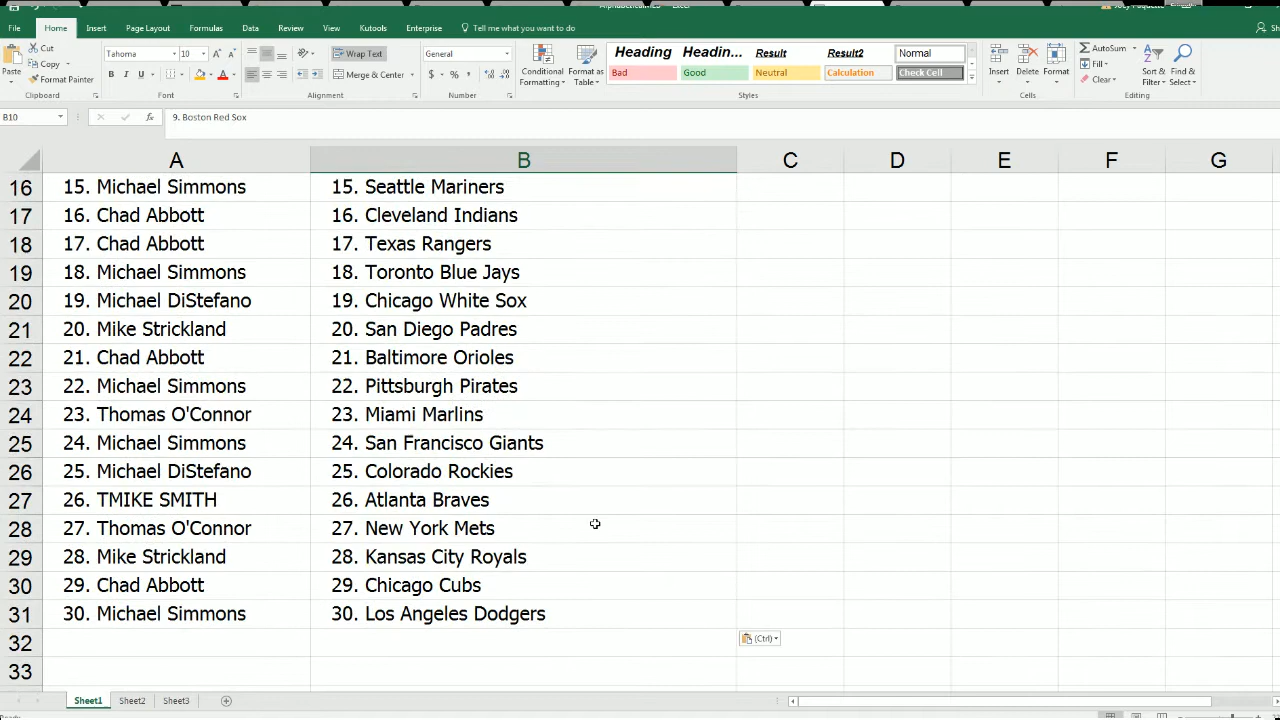 File Home Insert Page Layout Formulas Data Review View Kutools Enterprise Tell me what you want to do
Cut
Copy
Format Painter
Paste
Clipboard
Tahoma 10
B I U
Font
Wrap Text
Merge & Center
Alignment
General
$ % ,
Number
Conditional Formatting
Format as Table
Heading Headin... Result Result2 Normal
Bad Good Neutral Calculation Check Cell
Styles
Insert Delete Format
Cells
AutoSum
Fill
Clear
Sort & Filter
Find & Select
Editing
B10 fx 9. Boston Red Sox
A B C D E F G
16 15. Michael Simmons 15. Seattle Mariners
17 16. Chad Abbott 16. Cleveland Indians
18 17. Chad Abbott 17. Texas Rangers
19 18. Michael Simmons 18. Toronto Blue Jays
20 19. Michael DiStefano 19. Chicago White Sox
21 20. Mike Strickland 20. San Diego Padres
22 21. Chad Abbott 21. Baltimore Orioles
23 22. Michael Simmons 22. Pittsburgh Pirates
24 23. Thomas O'Connor 23. Miami Marlins
25 24. Michael Simmons 24. San Francisco Giants
26 25. Michael DiStefano 25. Colorado Rockies
27 26. TMIKE SMITH 26. Atlanta Braves
28 27. Thomas O'Connor 27. New York Mets
29 28. Mike Strickland 28. Kansas City Royals
30 29. Chad Abbott 29. Chicago Cubs
31 30. Michael Simmons 30. Los Angeles Dodgers
32
(Ctrl)
33
Sheet1 Sheet2 Sheet3